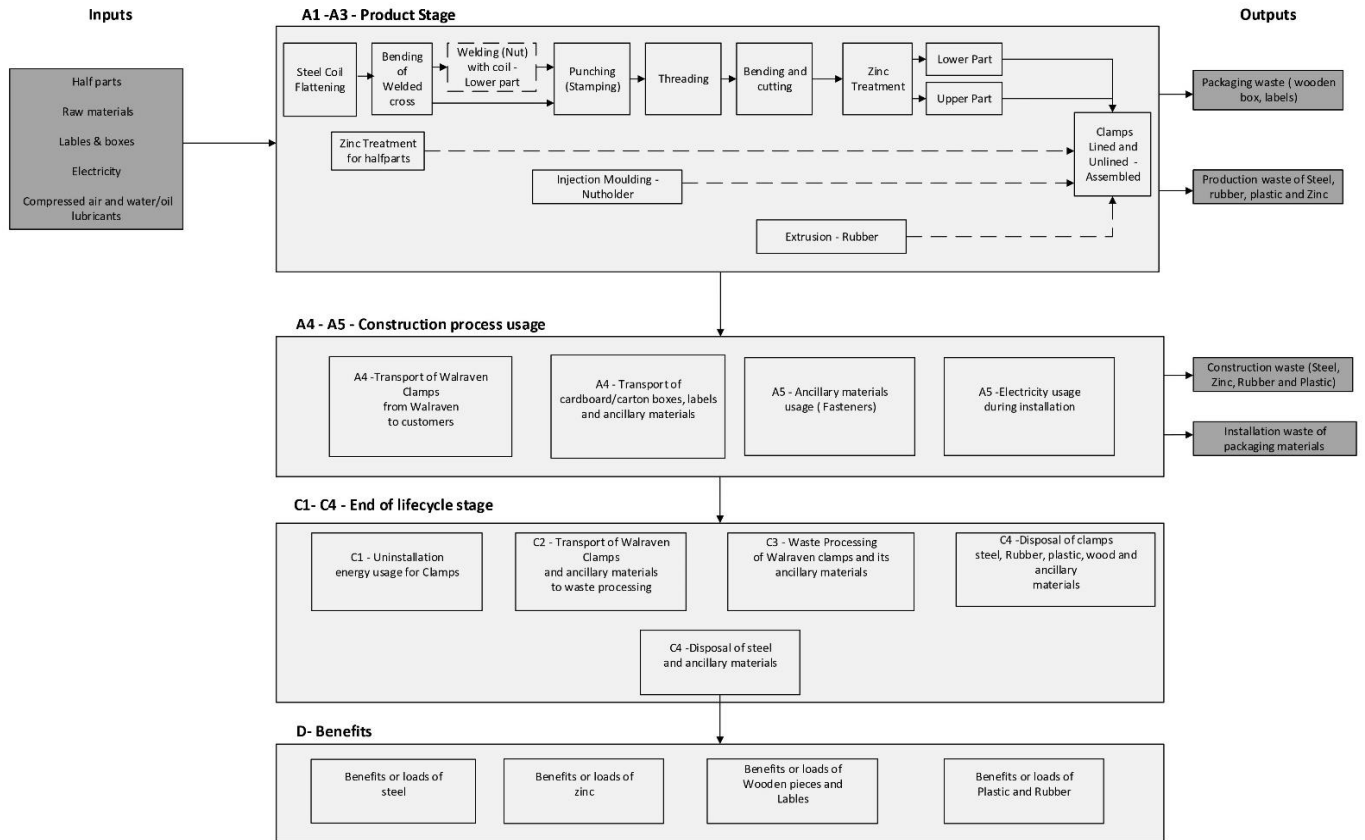 Inputs
A1 -A3 - Product Stage
Outputs
Half parts
Raw materials
Lables & boxes
Electricity
Compressed air and water/oil
lubricants
Steel Coil
Flattening
Bending
of
Welded
cross
Welding (Nut)
with coil -
Lower part
Punching
(Stamping)
Threading
Bending and
cutting
Zinc
Treatment
Lower Part
Upper Part
Clamps
Lined and
Unlined -
Assembled
Zinc Treatment
for halfparts
Injection Moulding -
Nutholder
Extrusion - Rubber
Packaging waste ( wooden
box, labels)
Production waste of Steel,
rubber, plastic and Zinc
A4 - A5 - Construction process usage
A4 -Transport of Walraven
Clamps
from Walraven
to customers
A4 - Transport of
cardboard/carton boxes, labels
and ancillary materials
A5 - Ancillary materials
usage ( Fasteners)
A5 -Electricity usage
during installation
Construction waste (Steel,
Zinc, Rubber and Plastic)
Installation waste of
packaging materials
C1- C4 - End of lifecycle stage
C1 - Uninstallation
energy usage for Clamps
C2 - Transport of Walraven
Clamps
and ancillary materials
to waste processing
C3 - Waste Processing
of Walraven clamps and its
ancillary materials
C4 -Disposal of clamps
steel, Rubber, plastic, wood and
ancillary
materials
C4 -Disposal of steel
and ancillary materials
D- Benefits
Benefits or loads of
steel
Benefits or loads of
zinc
Benefits or loads of
Wooden pieces and
Lables
Benefits or loads of
Plastic and Rubber